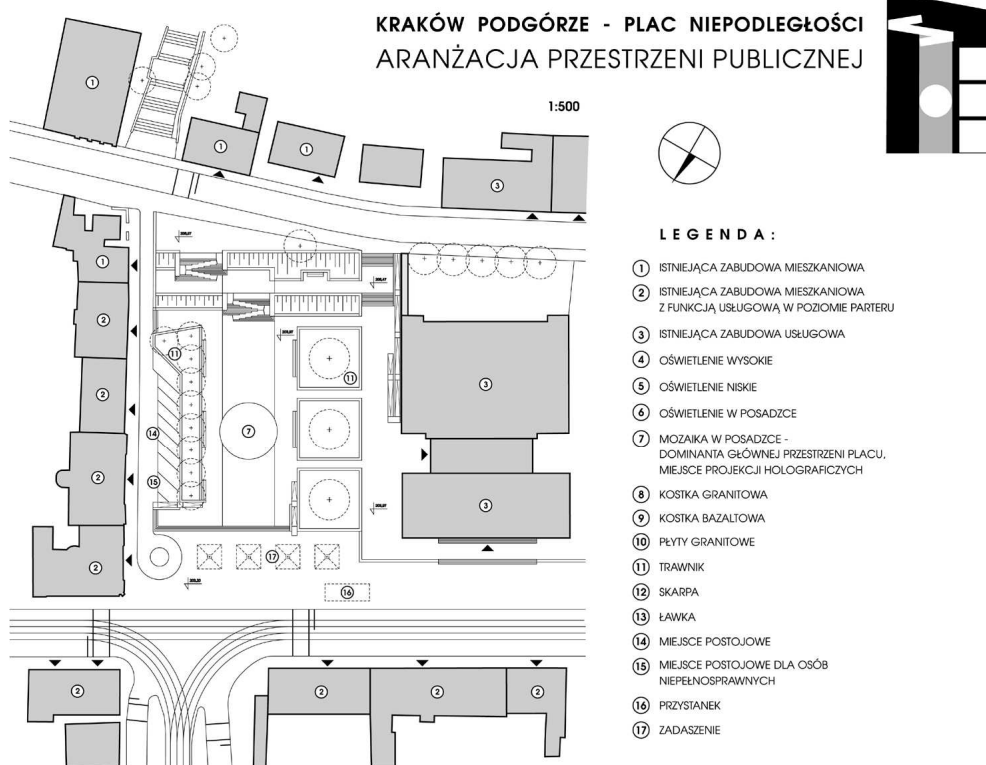 KRAKÓW PODGÓRZE - PLAC NIEPODLEGŁOŚCI
ARANŻACJA PRZESTRZENI PUBLICZNEJ
1:500
LEGENDA:
1 ISTNIEJĄCA ZABUDOWA MIESZKANIOWA
2 ISTNIEJĄCA ZABUDOWA MIESZKANIOWA
Z FUNKCJĄ USŁUGOWĄ W POZIOMIE PARTERU
3 ISTNIEJĄCA ZABUDOWA USŁUGOWA
4 OŚWIETLENIE WYSOKIE
5 OŚWIETLENIE NISKIE
6 OŚWIETLENIE W POSADZCE
7 MOZAIKA W POSADZCE -
DOMINANTA GŁÓWNEJ PRZESTRZENI PLACU,
MIEJSCE PROJEKCJI HOLOGRAFICZYCH
8 KOSTKA GRANITOWA
9 KOSTKA BAZALTOWA
10 PŁYTY GRANITOWE
11 TRAWNIK
12 SKARPA
13 ŁAWKA
14 MIEJSCE POSTOJOWE
15 MIEJSCE POSTOJOWE DLA OSÓB
NIEPEŁNOSPRAWNYCH
16 PRZYSTANEK
17 ZADASZENIE
1
1
1
3
1
2
11
11
3
2
7
14
2
15
3
17
2
16
2
2
2
2